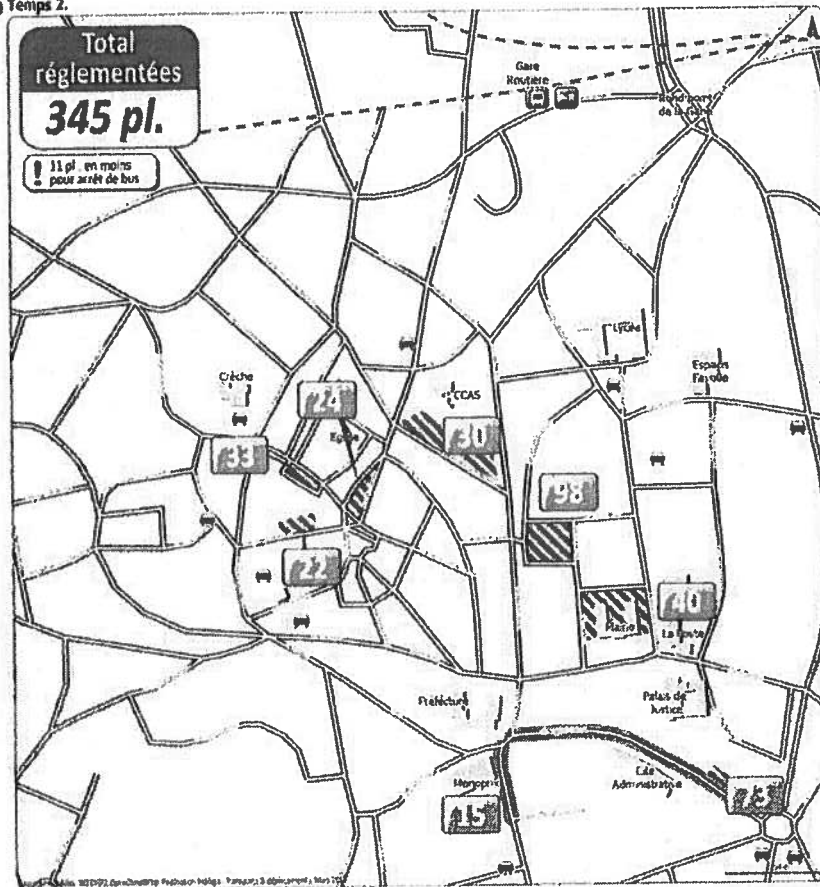 Temps 2.
Total
réglementées
345 pl.
! 11 pl. en moins
pour arrêt de bus
Gare
Routière
Rond point
de la Gare
Lycée
Espace
Crèche
CCAS
24
Eglise
30
33
98
22
40
Mairie
La Poste
Préfecture
Palais de
Justice
Monoprix
Cité
Administrative
15